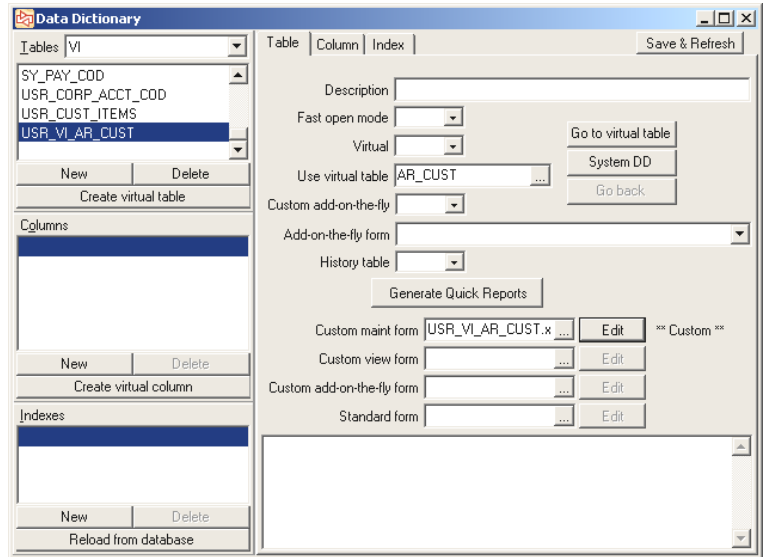 Data Dictionary
Tables VI
SY_PAY_COD
USR_CORP_ACCT_COD
USR_CUST_ITEMS
USR_VI_AR_CUST
New Delete
Create virtual table
Columns
New Delete
Create virtual column
Indexes
New Delete
Reload from database
Table Column Index Save & Refresh
Description
Fast open mode
Virtual
Use virtual table AR_CUST ...
Custom add-on-the-fly
Go to virtual table
System DD
Go back
Add-on-the-fly form
History table
Generate Quick Reports
Custom maint form USR_VI_AR_CUST.x ... Edit ** Custom **
Custom view form ... Edit
Custom add-on-the-fly form ... Edit
Standard form ... Edit